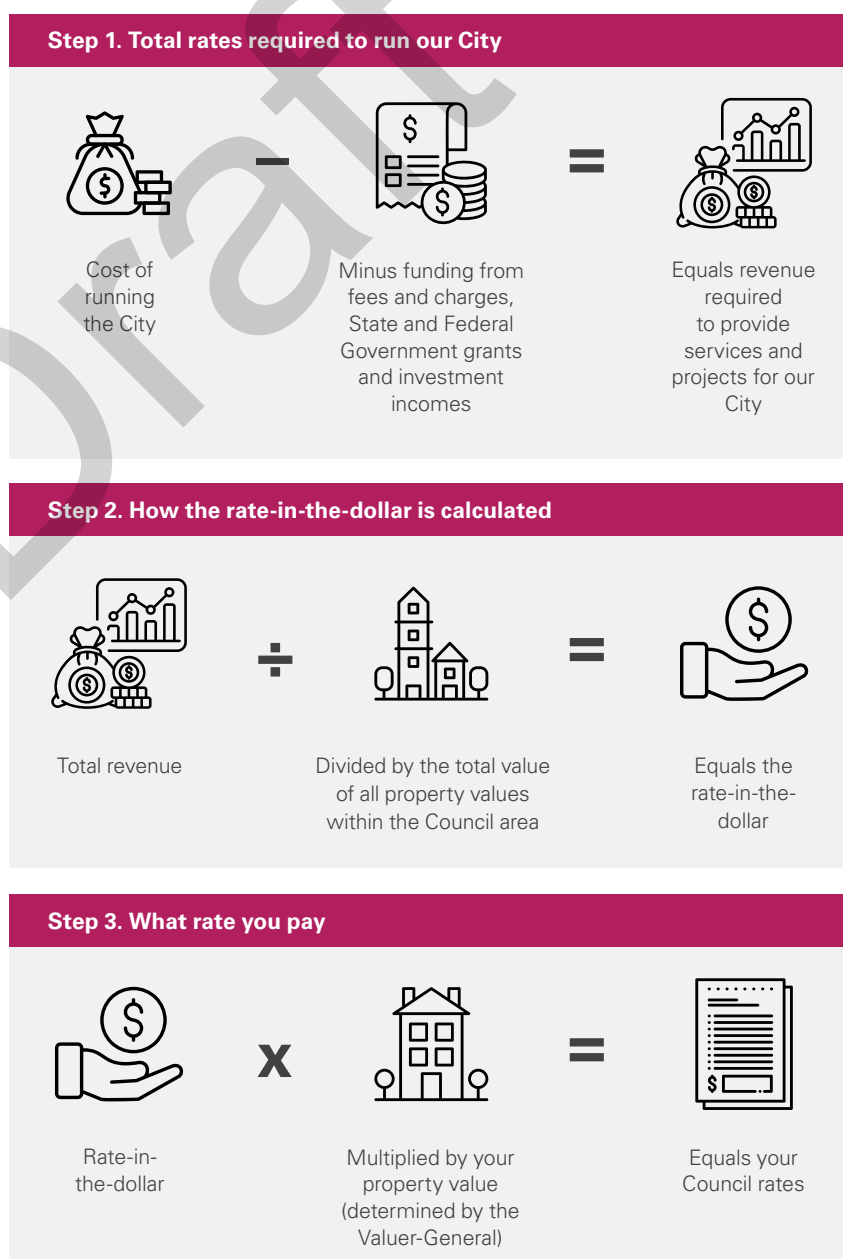 Draft
Step 1. Total rates required to run our City
$
–
$
$
=
$
$
Cost of
running
the City
Minus funding from
fees and charges,
State and Federal
Government grants
and investment
incomes
Equals revenue
required
to provide
services and
projects for our
City
Step 2. How the rate-in-the-dollar is calculated
$
$
÷
=
$
Total revenue
Divided by the total value
of all property values
within the Council area
Equals the
rate-in-the-
dollar
Step 3. What rate you pay
$
x
=
$
Rate-in-
the-dollar
Multiplied by your
property value
(determined by the
Valuer-General)
Equals your
Council rates